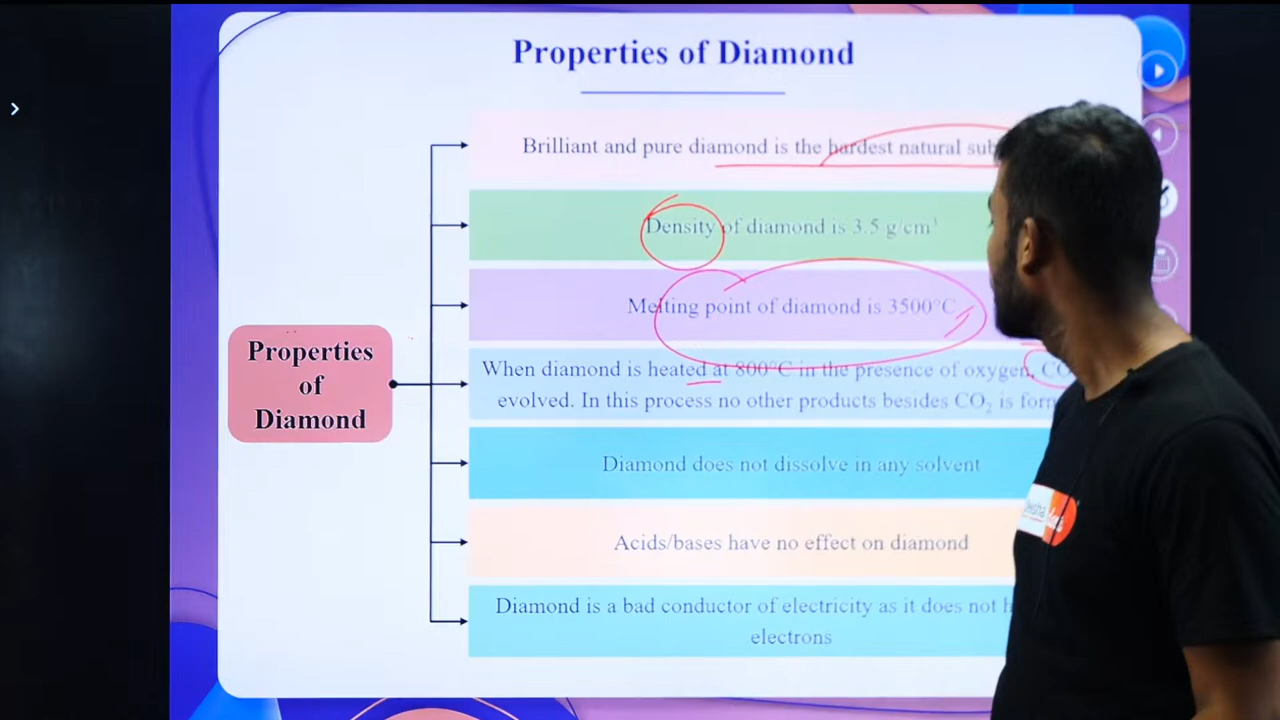 Properties of Diamond
Brilliant and pure diamond is the hardest natural
Density of diamond is 3.5 g/cm³
Melting point of diamond is 3500°C
Properties
of
Diamond
When diamond is heated at 800°C in the presence of oxygen,
evolved. In this process no other products besides CO₂ is
Diamond does not dissolve in any solvent
Acids/bases have no effect on diamond
Diamond is a bad conductor of electricity as it does not
electrons